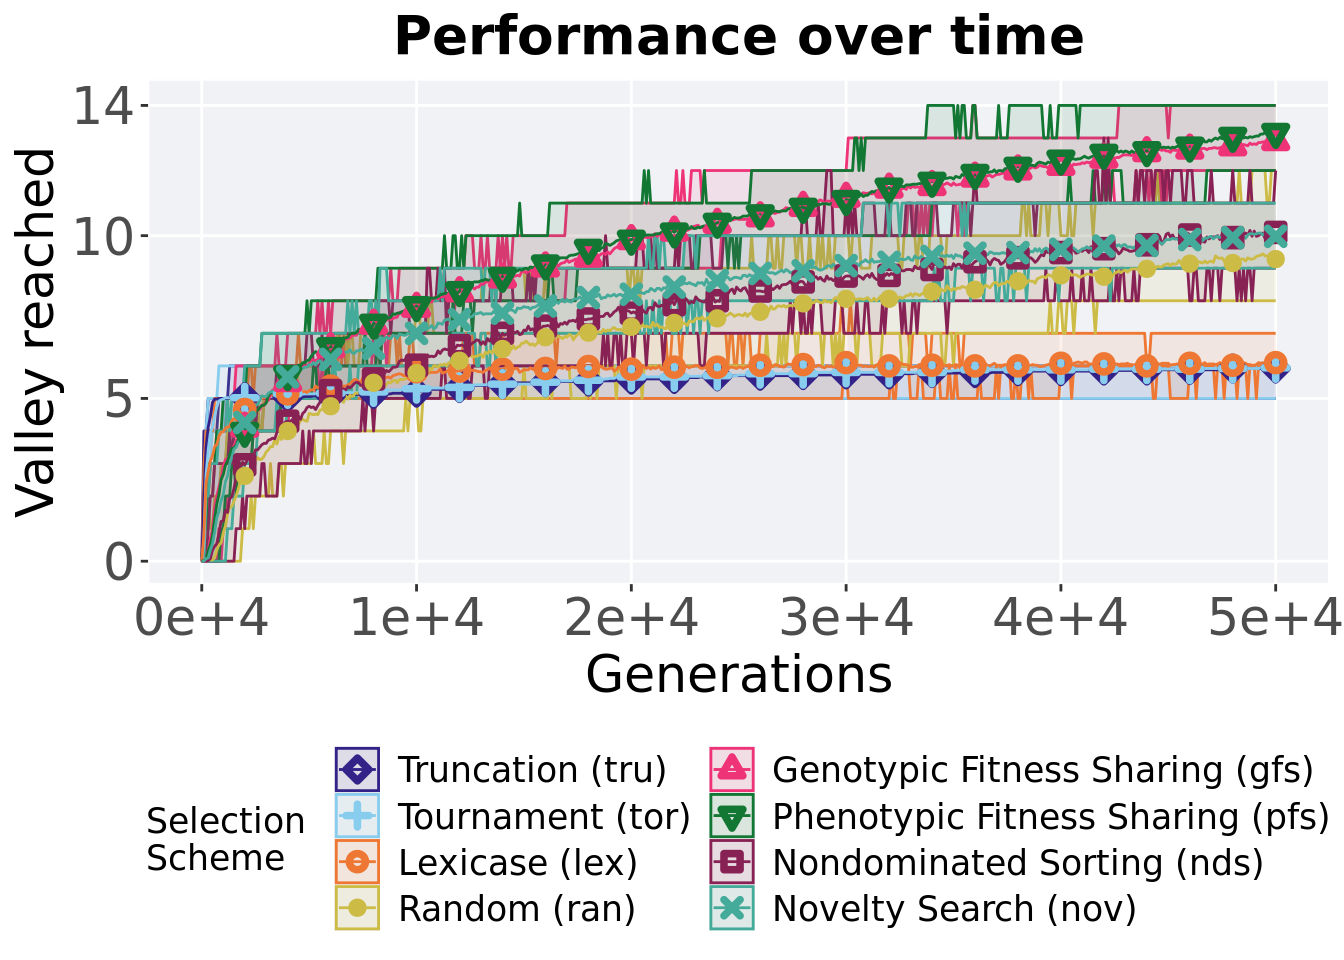 Performance over time
Valley reached
14
10
5
0
0e+4 1e+4 2e+4 3e+4 4e+4 5e+4
Generations
Selection
Scheme
Truncation (tru)
Tournament (tor)
Lexicase (lex)
Random (ran)
Genotypic Fitness Sharing (gfs)
Phenotypic Fitness Sharing (pfs)
Nondominated Sorting (nds)
Novelty Search (nov)